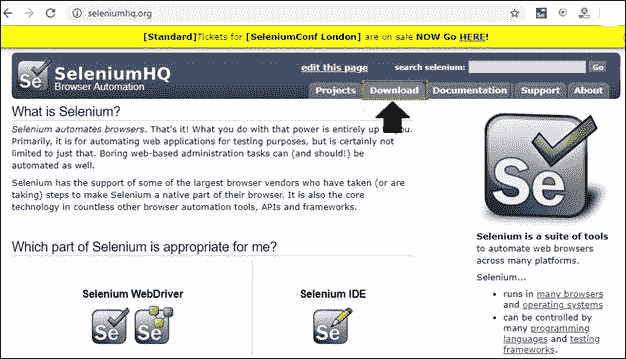 seleniumhq.org
[Standard]Tickets for [SeleniumConf London] are on sale NOW Go HERE!
edit this page
search selenium:
Go
Se
SeleniumHQ
Browser Automation
Projects
Download
Documentation
Support
About
What is Selenium?
Selenium automates browsers. That's it! What you do with that power is entirely up you.
Primarily, it is for automating web applications for testing purposes, but is certainly not
limited to just that. Boring web-based administration tasks can (and should!) be
automated as well.
Selenium has the support of some of the largest browser vendors who have taken (or are
taking) steps to make Selenium a native part of their browser. It is also the core
technology in countless other browser automation tools, APIs and frameworks.
Which part of Selenium is appropriate for me?
Selenium WebDriver
Se
Se
Selenium IDE
Se
Se
Selenium is a suite of tools
to automate web browsers
across many platforms.
Selenium...
runs in many browsers
and operating systems
can be controlled by
many programming
languages and testing
frameworks.